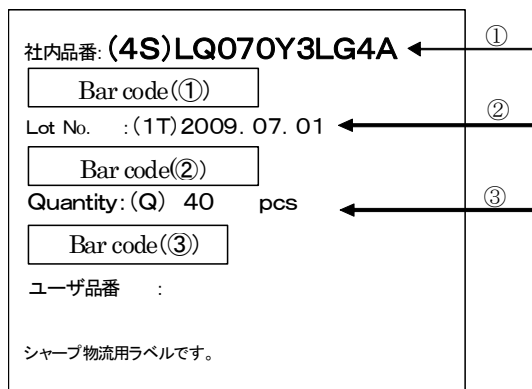 社内品番: (4S)LQ070Y3LG4A ①
Bar code(①)
Lot No. :(1T)2009. 07. 01 ②
Bar code(②)
Quantity:(Q) 40 pcs ③
Bar code(③)
ユーザ品番 :
シャープ物流用ラベルです。